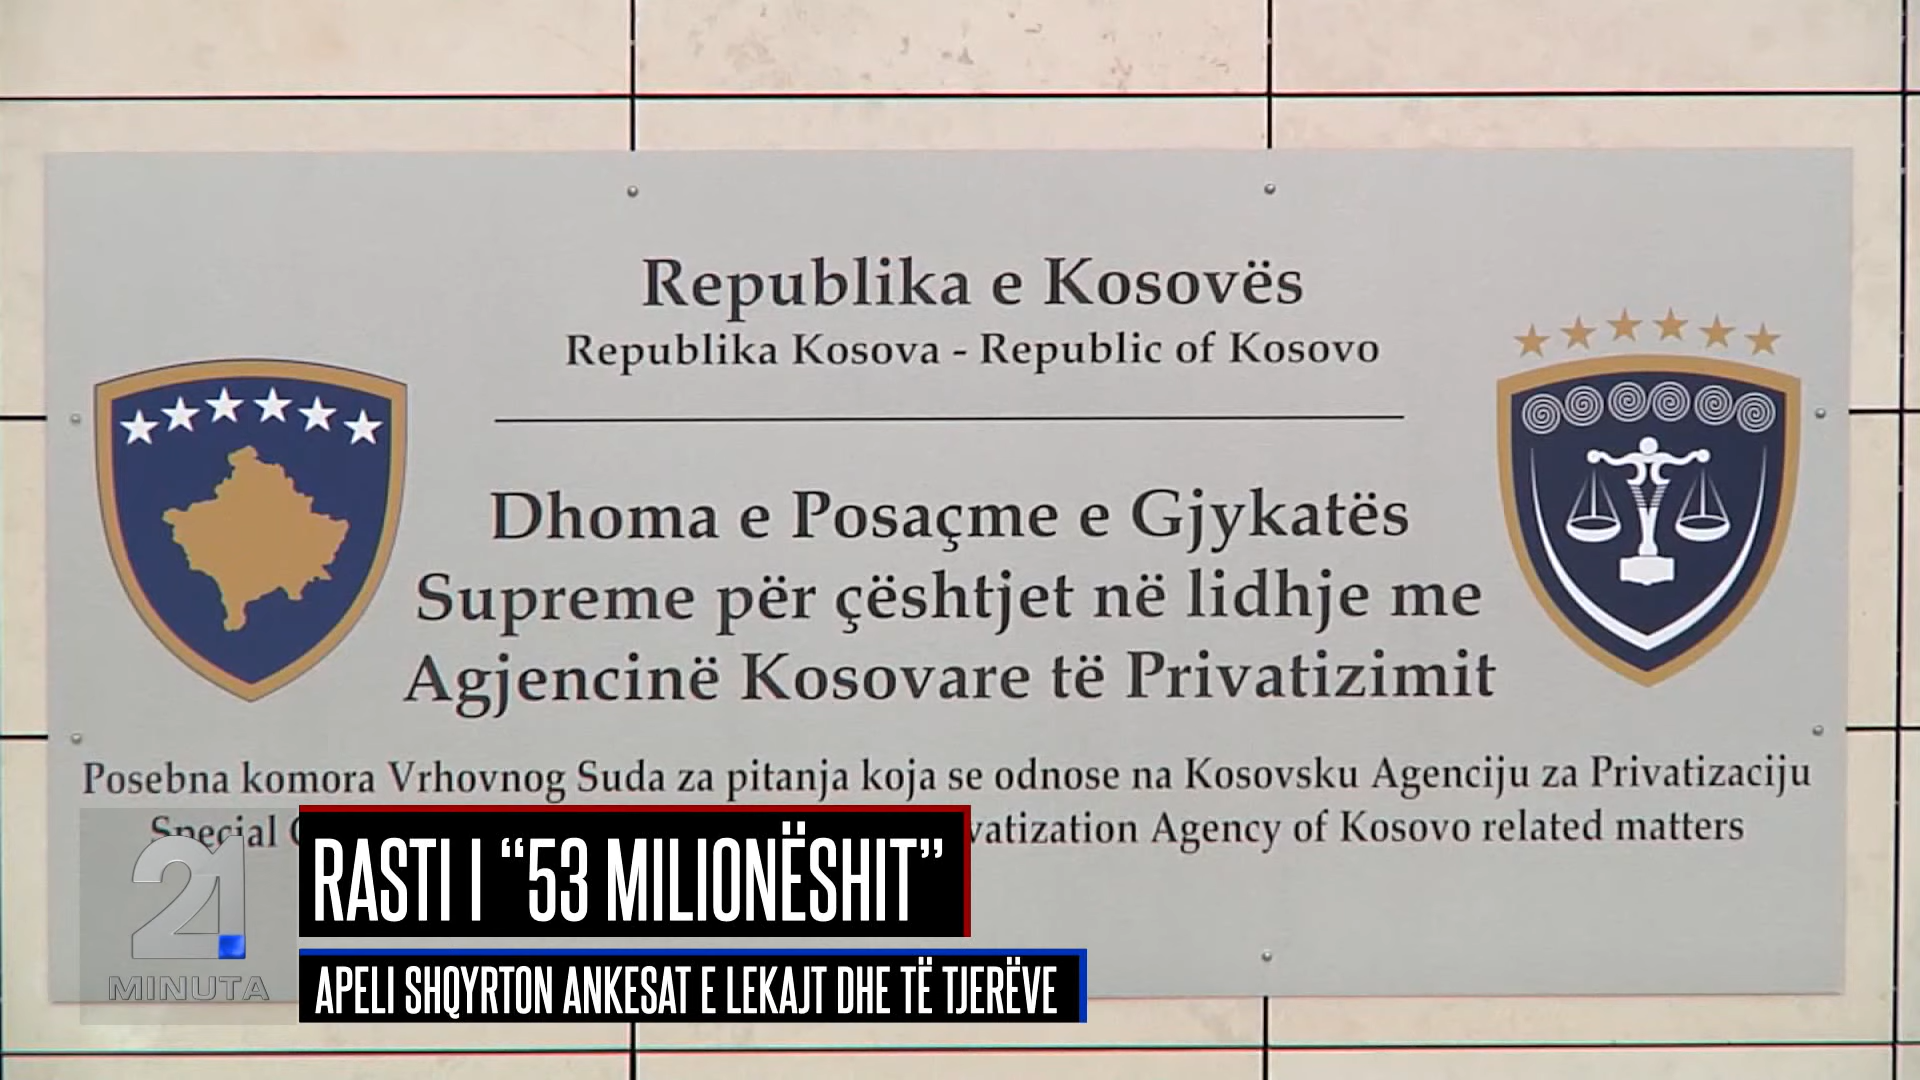 Republika e Kosovës
Republika Kosova - Republic of Kosovo
Dhoma e Posaçme e Gjykatës
Supreme për çështjet në lidhje me
Agjencinë Kosovare të Privatizimit
Posebna komora Vrhovnog Suda za pitanja koja se odnose na Kosovsku Agenciju za Privatizaciju
Special Agency of Kosovo related matters
21
MINUTA
RASTI I “53 MILIONËSHIT”
APELI SHQYRTON ANKESAT E LEKAJT DHE TË TJERËVE